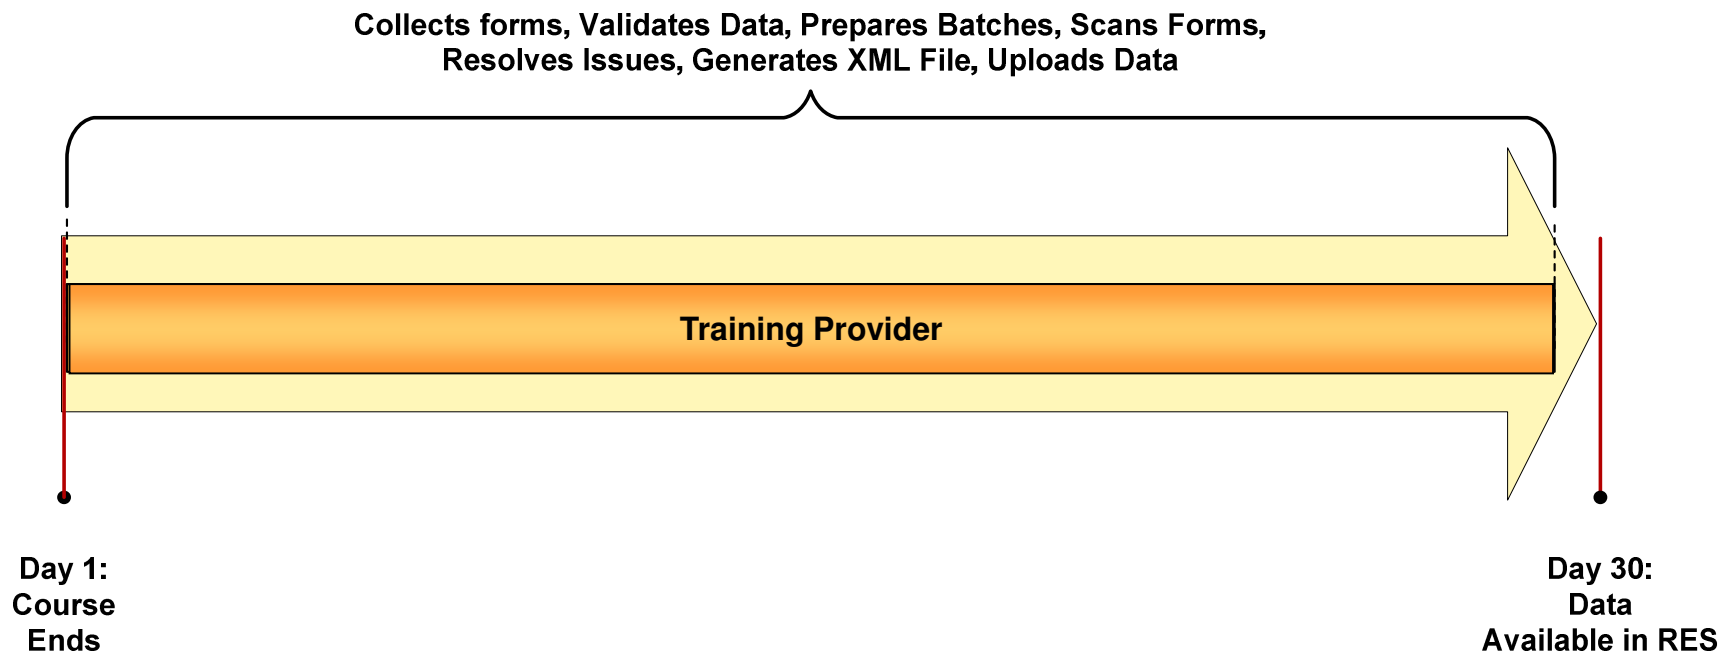 Collects forms, Validates Data, Prepares Batches, Scans Forms,
Resolves Issues, Generates XML File, Uploads Data
Training Provider
Day 1:
Course
Ends
Day 30:
Data
Available in RES